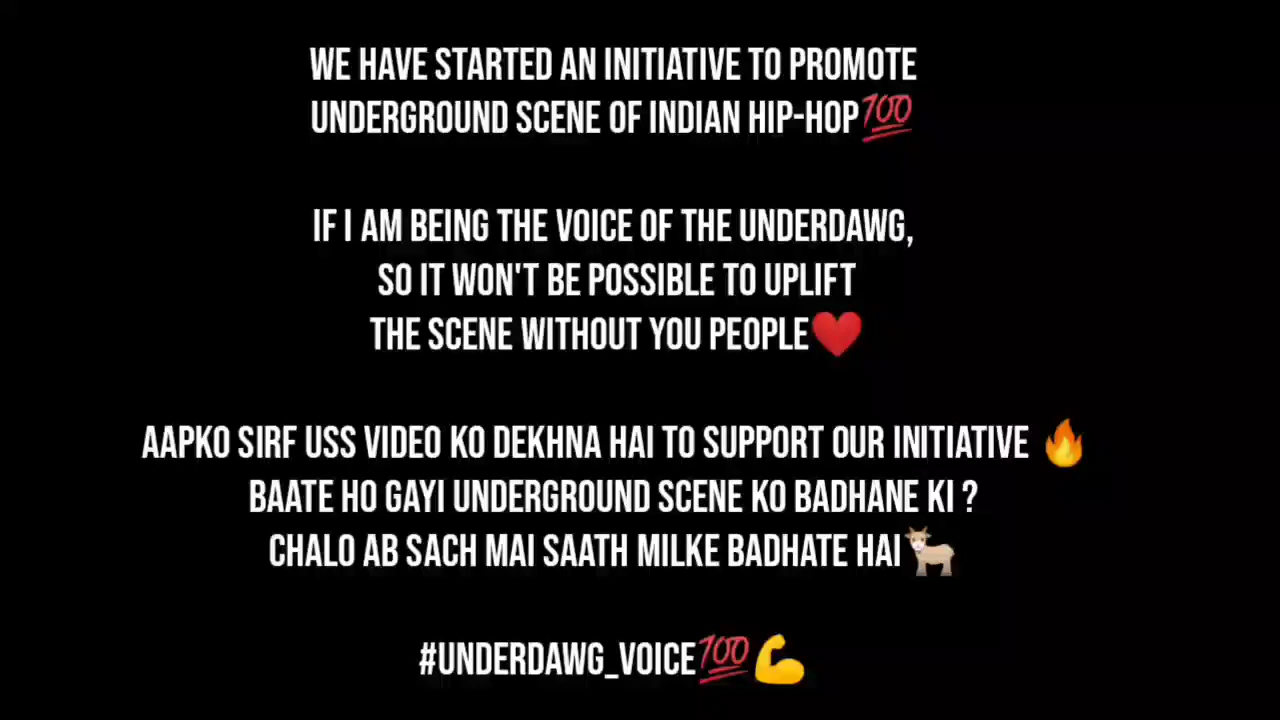 WE HAVE STARTED AN INITIATIVE TO PROMOTE
UNDERGROUND SCENE OF INDIAN HIP-HOP💯
IF I AM BEING THE VOICE OF THE UNDERDAWG,
SO IT WON'T BE POSSIBLE TO UPLIFT
THE SCENE WITHOUT YOU PEOPLE❤️
AAPKO SIRF USS VIDEO KO DEKHNA HAI TO SUPPORT OUR INITIATIVE 🔥
BAATE HO GAYI UNDERGROUND SCENE KO BADHANE KI ?
CHALO AB SACH MAI SAATH MILKE BADHATE HAI🐐
#UNDERDAWG_VOICE💯💪